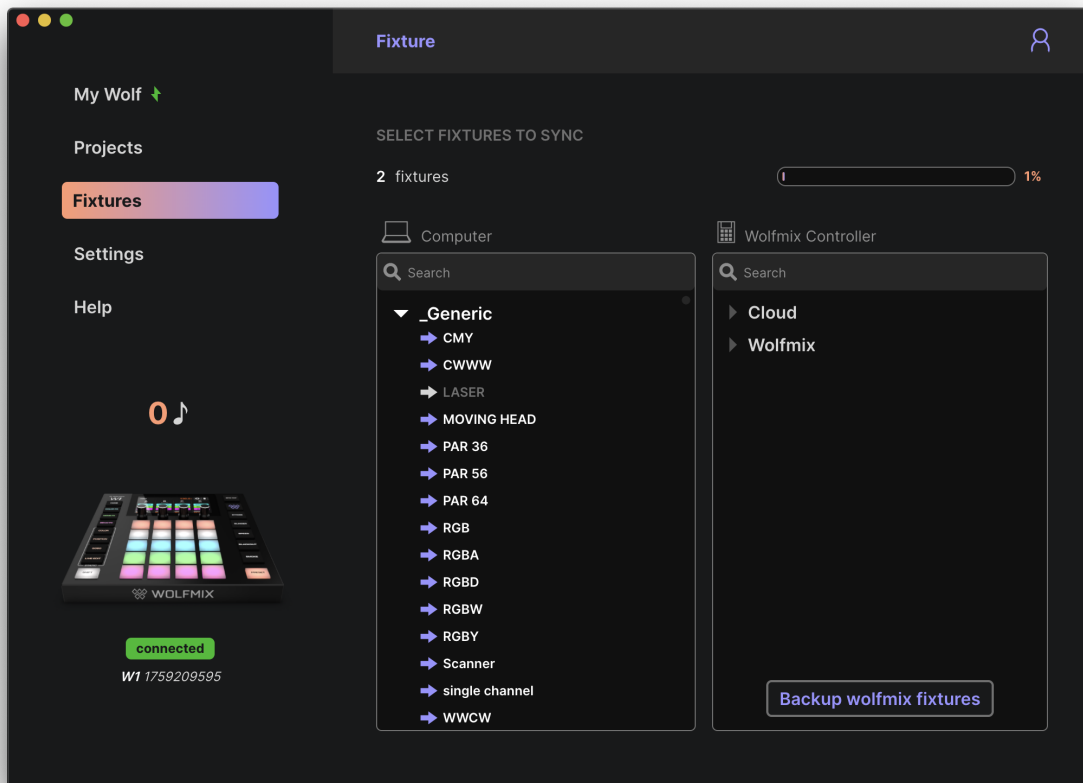 Fixture
My Wolf
Projects
Fixtures
Settings
Help
SELECT FIXTURES TO SYNC
2 fixtures
1%
Computer
Search
_Generic
CMY
CWWW
LASER
MOVING HEAD
PAR 36
PAR 56
PAR 64
RGB
RGBA
RGBD
RGBW
RGBY
Scanner
single channel
WWCW
Wolfmix Controller
Search
Cloud
Wolfmix
Backup wolfmix fixtures
0
WOLFMIX
connected
W1 1759209595